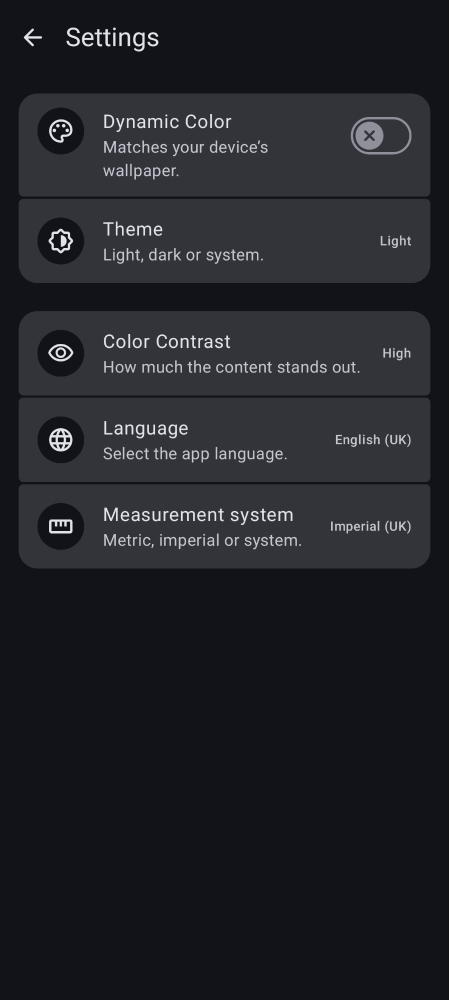 Settings
Dynamic Color
Matches your device's
wallpaper.
Theme
Light, dark or system.
Light
Color Contrast
How much the content stands out.
High
Language
Select the app language.
English (UK)
Measurement system
Metric, imperial or system.
Imperial (UK)